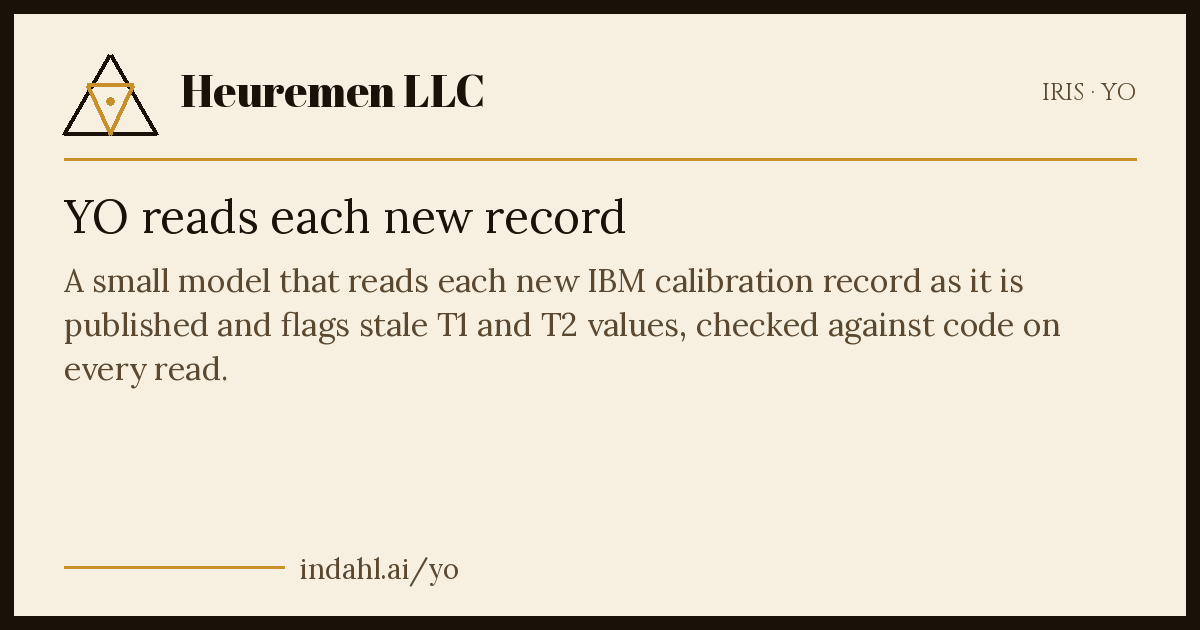 Heuremen LLC
IRIS · YO
YO reads each new record
A small model that reads each new IBM calibration record as it is
published and flags stale T1 and T2 values, checked against code on
every read.
indahl.ai/yo